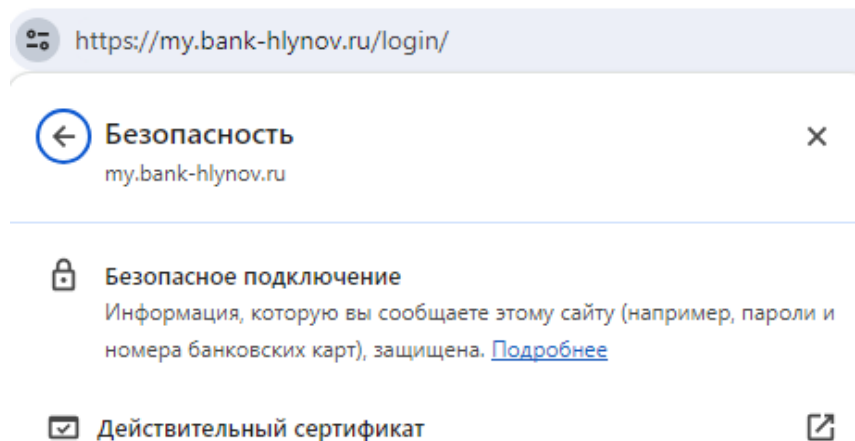 https://my.bank-hlynov.ru/login/
Безопасность
my.bank-hlynov.ru
Безопасное подключение
Информация, которую вы сообщаете этому сайту (например, пароли и
номера банковских карт), защищена. Подробнее
Действительный сертификат